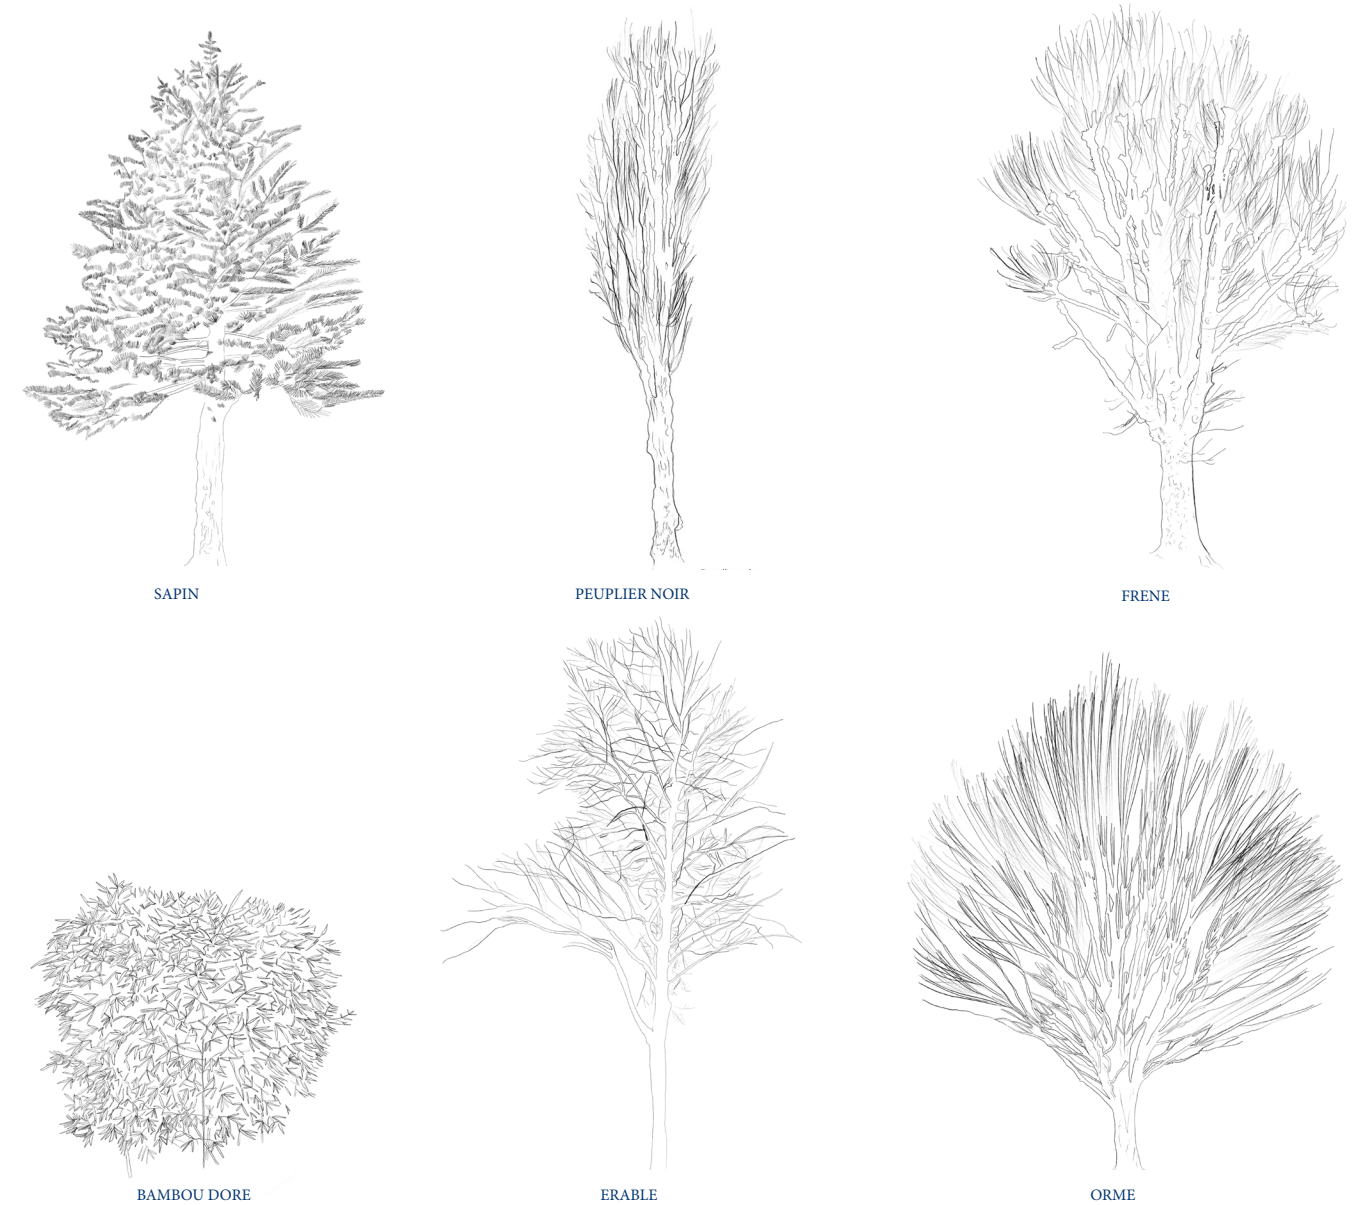 SAPIN
PEUPLIER NOIR
FRENE
BAMBOU DORE
ERABLE
ORME